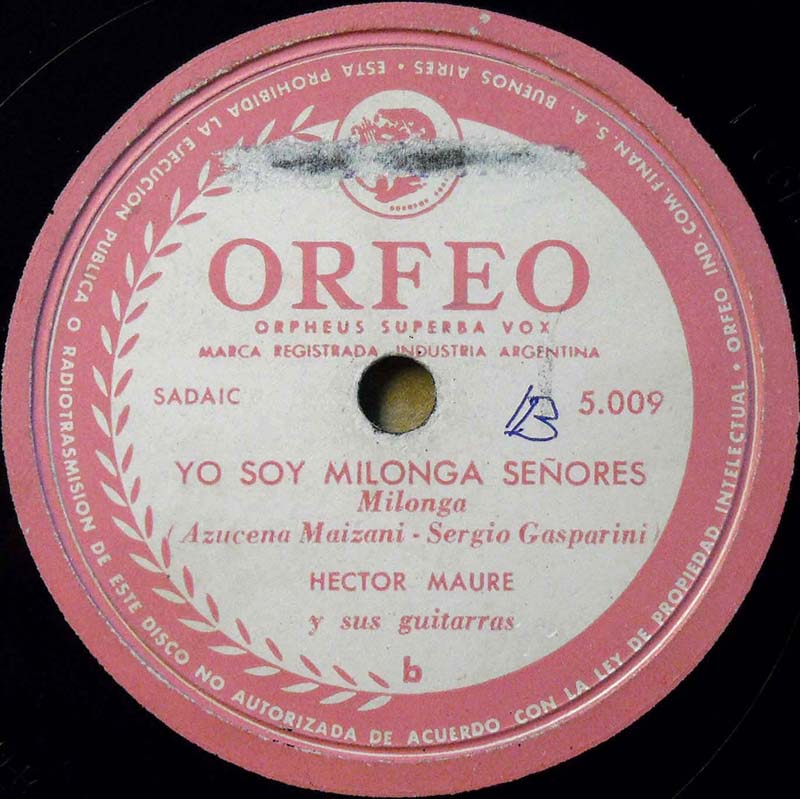 ORFEO
ORPHEUS SUPERBA VOX
MARCA REGISTRADA INDUSTRIA ARGENTINA
SADAIC
5.009
YO SOY MILONGA SEÑORES
Milonga
(Azucena Maizani - Sergio Gasparini)
HECTOR MAURE
y sus guitarras
b
ORFEO IND. COM. FINAN. S. A. BUENOS AIRES • ESTA PROHIBIDA LA EJECUCION PUBLICA O RADIOTRASMISION DE ESTE DISCO NO AUTORIZADA DE ACUERDO CON LA LEY DE PROPIEDAD INTELECTUAL •